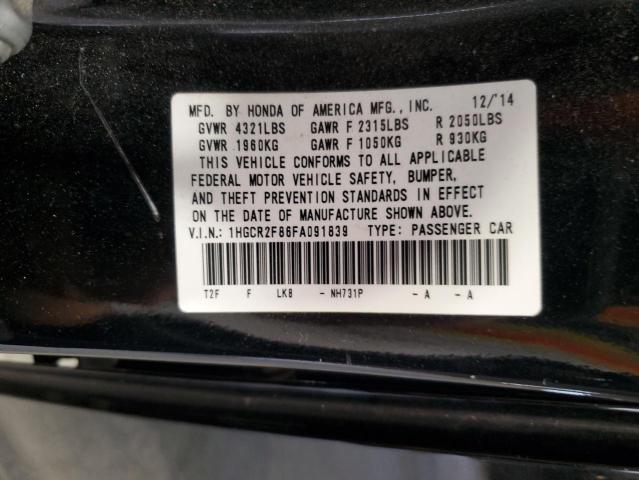 MFD. BY HONDA OF AMERICA MFG., INC. 12/'14
GVWR 4321LBS GAWR F 2315LBS R 2050LBS
GVWR 1960KG GAWR F 1050KG R 930KG
THIS VEHICLE CONFORMS TO ALL APPLICABLE
FEDERAL MOTOR VEHICLE SAFETY, BUMPER,
AND THEFT PREVENTION STANDARDS IN EFFECT
ON THE DATE OF MANUFACTURE SHOWN ABOVE.
V.I.N.: 1HGCR2F86FA091839 TYPE: PASSENGER CAR
T2F F LK8 - NH731P - A - A